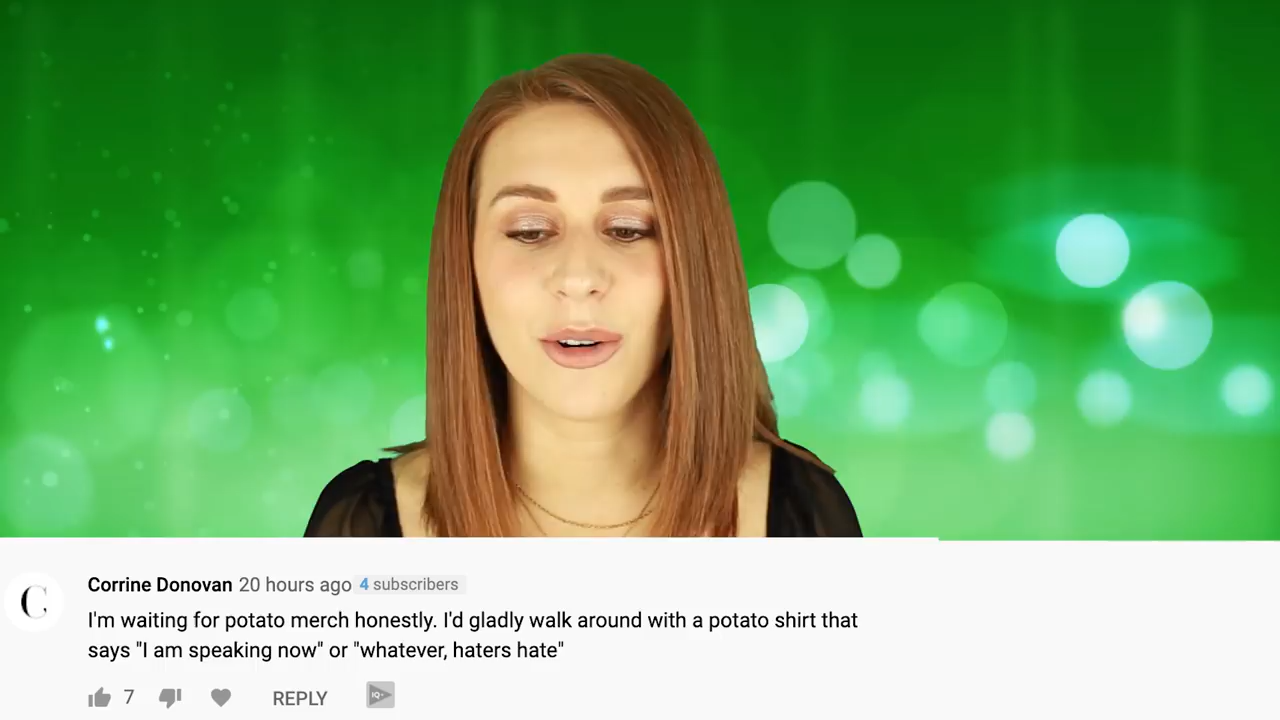 Corrine Donovan 20 hours ago 4 subscribers
C
I'm waiting for potato merch honestly. I'd gladly walk around with a potato shirt that
says "I am speaking now" or "whatever, haters hate"
7 REPLY IQ+